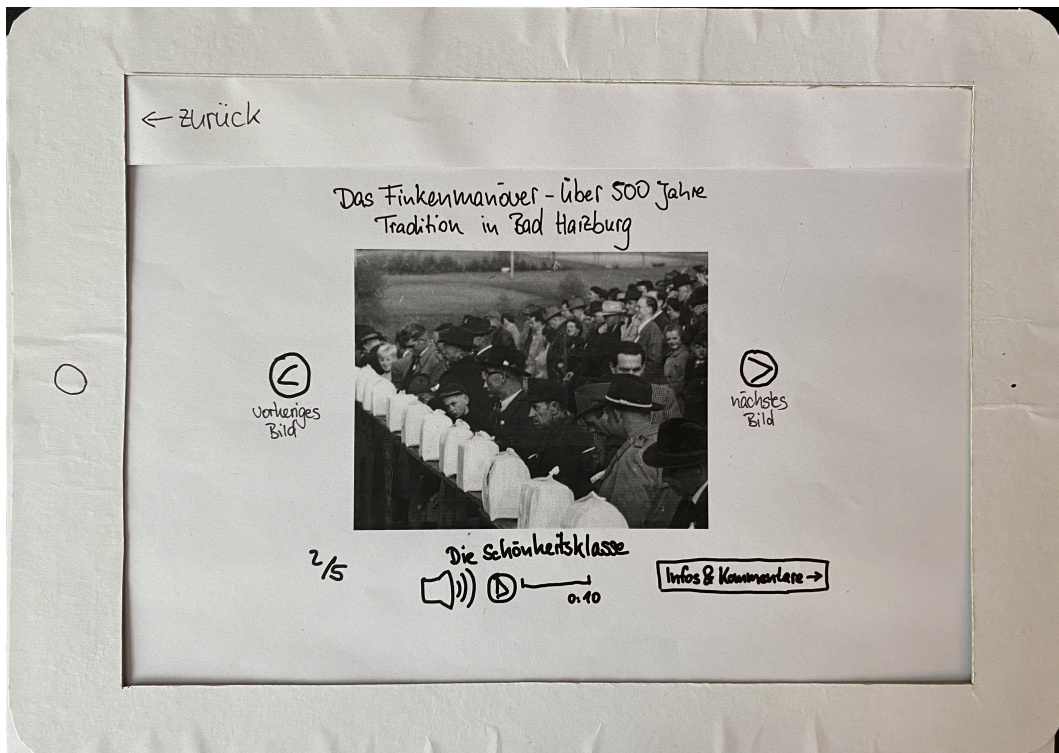 ← zurück
Das Finkenmanöver - Über 500 Jahre
Tradition in Bad Harzburg
vorheriges
Bild
nächstes
Bild
Die Schönheitsklasse
2/5
0:10
Infos & Kommentare →